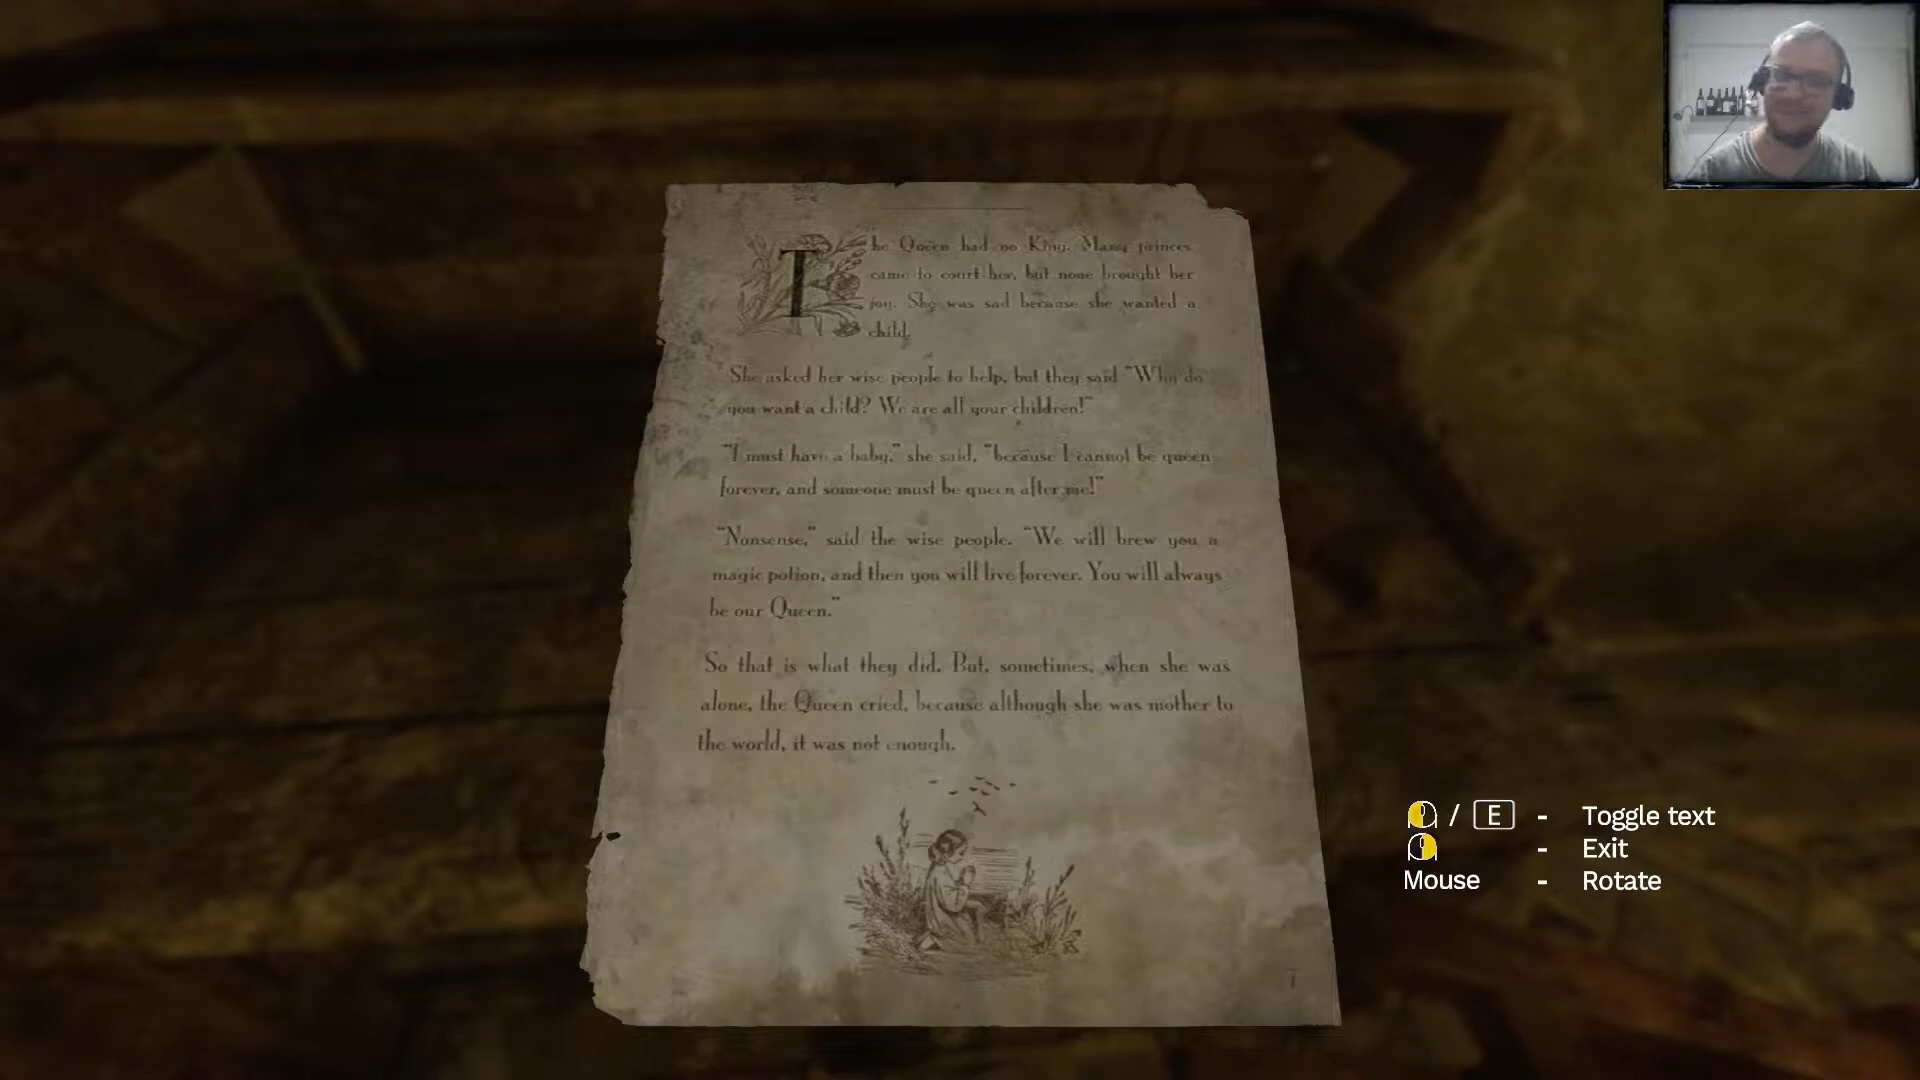 The Queen had no King. Many princes
came to court her, but none brought her
joy. She was sad because she wanted a
child.
She asked her wise people to help, but they said "Why do
you want a child? We are all your children!"
"I must have a baby," she said, "because I cannot be queen
forever, and someone must be queen after me!"
"Nonsense," said the wise people. "We will brew you a
magic potion, and then you will live forever. You will always
be our Queen."
So that is what they did. But, sometimes, when she was
alone, the Queen cried, because although she was mother to
the world, it was not enough.
7
/ E - Toggle text
- Exit
Mouse - Rotate